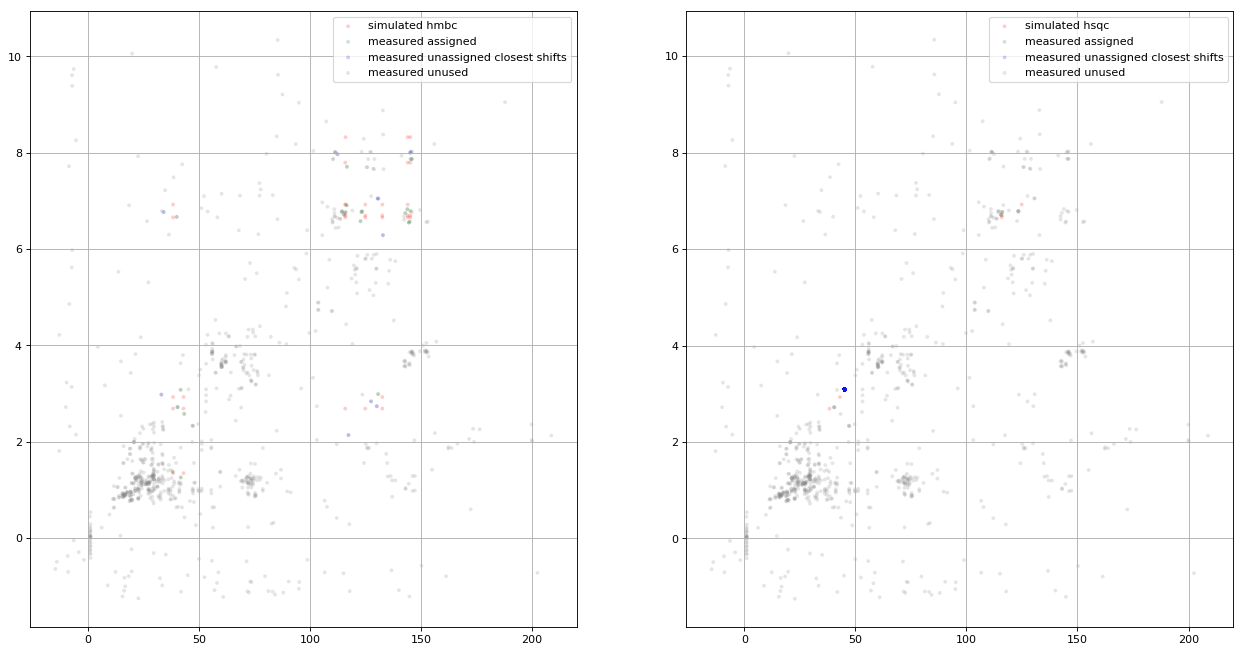 simulated hmbc
measured assigned
measured unassigned closest shifts
measured unused
10
8
6
4
2
0
0 50 100 150 200
simulated hsqc
measured assigned
measured unassigned closest shifts
measured unused
10
8
6
4
2
0
0 50 100 150 200